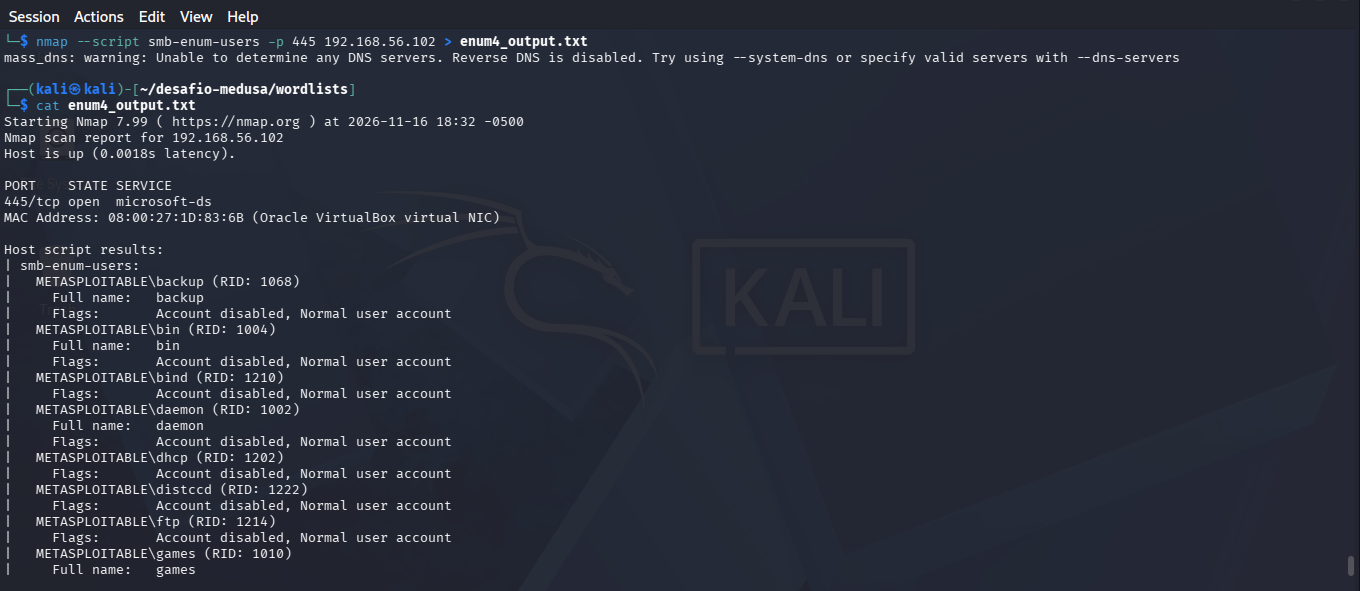 Session Actions Edit View Help
└─$ nmap --script smb-enum-users -p 445 192.168.56.102 > enum4_output.txt
mass_dns: warning: Unable to determine any DNS servers. Reverse DNS is disabled. Try using --system-dns or specify valid servers with --dns-servers
┌──(kali㉿kali)-[~/desafio-medusa/wordlists]
└─$ cat enum4_output.txt
Starting Nmap 7.99 ( https://nmap.org ) at 2026-11-16 18:32 -0500
Nmap scan report for 192.168.56.102
Host is up (0.0018s latency).
PORT    STATE SERVICE
445/tcp open  microsoft-ds
MAC Address: 08:00:27:1D:83:6B (Oracle VirtualBox virtual NIC)
Host script results:
| smb-enum-users:
|   METASPLOITABLE\backup (RID: 1068)
|     Full name:   backup
|     Flags:       Account disabled, Normal user account
|   METASPLOITABLE\bin (RID: 1004)
|     Full name:   bin
|     Flags:       Account disabled, Normal user account
|   METASPLOITABLE\bind (RID: 1210)
|     Flags:       Account disabled, Normal user account
|   METASPLOITABLE\daemon (RID: 1002)
|     Full name:   daemon
|     Flags:       Account disabled, Normal user account
|   METASPLOITABLE\dhcp (RID: 1202)
|     Flags:       Account disabled, Normal user account
|   METASPLOITABLE\distccd (RID: 1222)
|     Flags:       Account disabled, Normal user account
|   METASPLOITABLE\ftp (RID: 1214)
|     Flags:       Account disabled, Normal user account
|   METASPLOITABLE\games (RID: 1010)
|     Full name:   games
KALI